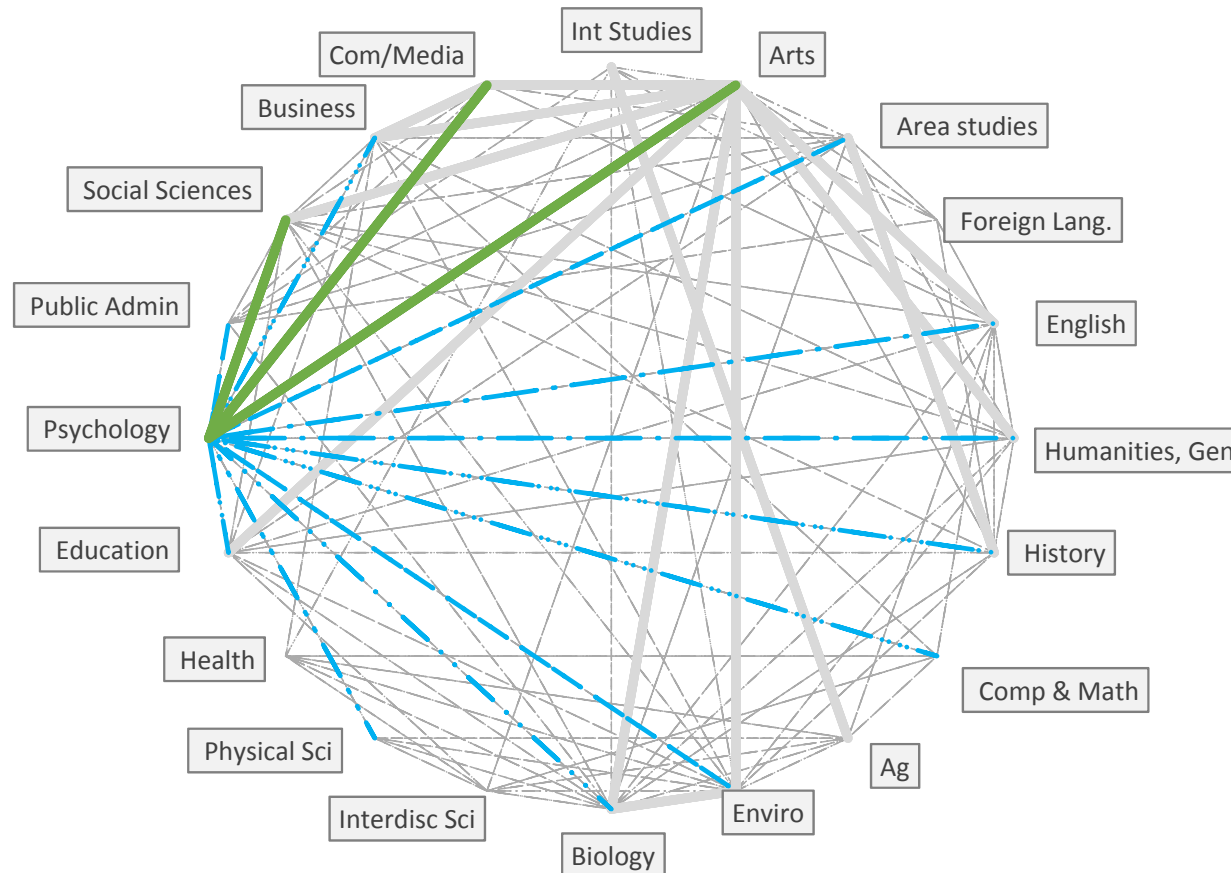 Int Studies
Arts
Com/Media
Business
Area studies
Social Sciences
Foreign Lang.
Public Admin
English
Psychology
Humanities, Gen
Education
History
Health
Comp & Math
Physical Sci
Ag
Interdisc Sci
Enviro
Biology